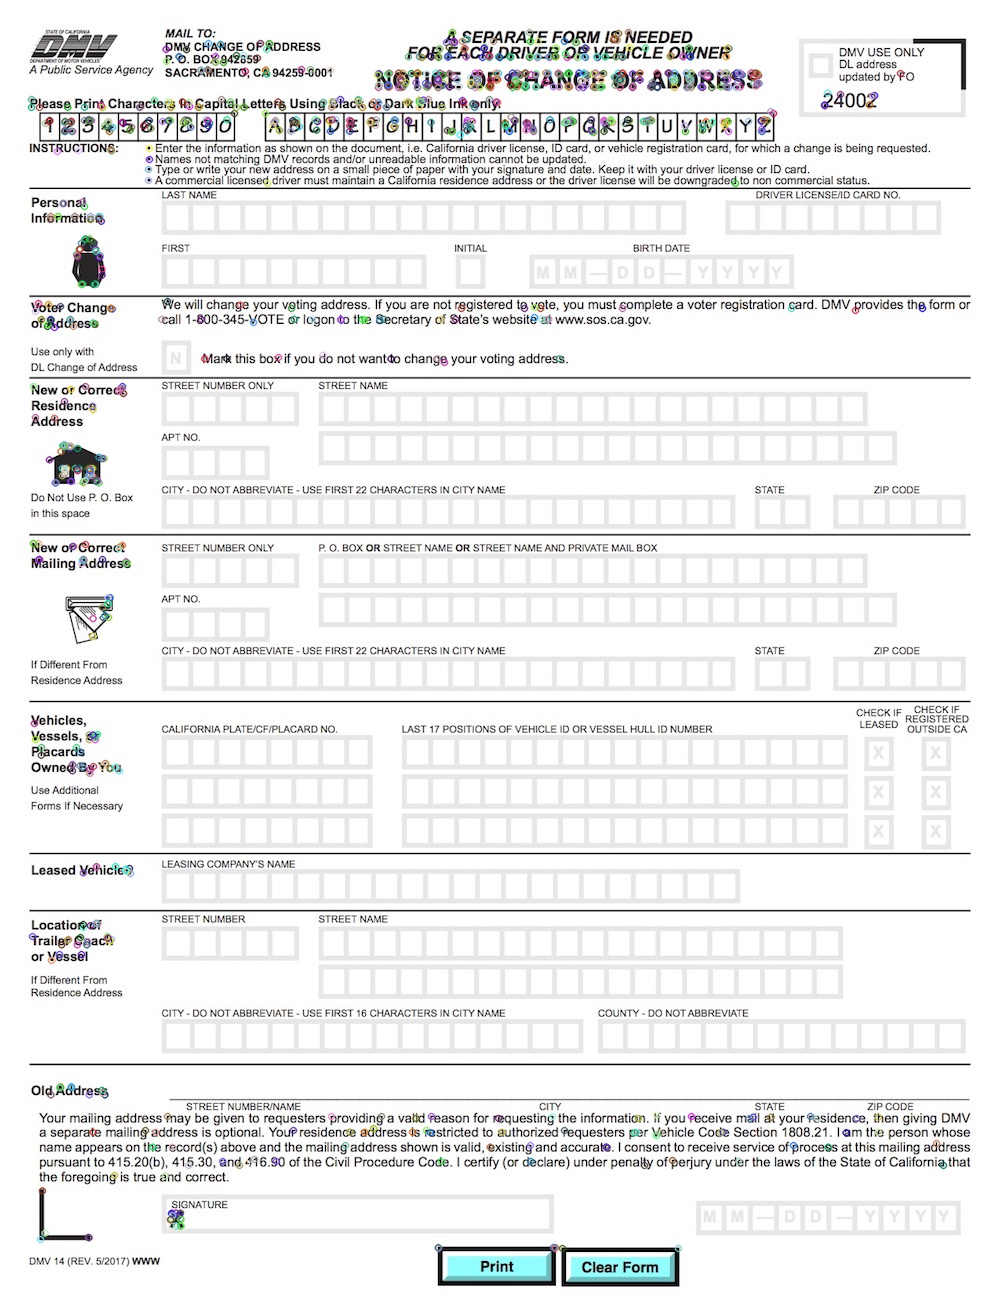 STATE OF CALIFORNIA
DMV
DEPARTMENT OF MOTOR VEHICLES
A Public Service Agency
MAIL TO:
DMV CHANGE OF ADDRESS
P. O. BOX 942859
SACRAMENTO, CA 94259-0001
A SEPARATE FORM IS NEEDED
FOR EACH DRIVER OR VEHICLE OWNER
NOTICE OF CHANGE OF ADDRESS
DMV USE ONLY
DL address
updated by FO
24002
Please Print Characters in Capital Letters Using Black or Dark Blue Ink only.
1 2 3 4 5 6 7 8 9 0 A B C D E F G H I J K L M N O P Q R S T U V W X Y Z
INSTRUCTIONS:
• Enter the information as shown on the document, i.e. California driver license, ID card, or vehicle registration card, for which a change is being requested.
• Names not matching DMV records and/or unreadable information cannot be updated.
• Type or write your new address on a small piece of paper with your signature and date. Keep it with your driver license or ID card.
• A commercial licensed driver must maintain a California residence address or the driver license will be downgraded to non commercial status.
Personal
Information
LAST NAME
DRIVER LICENSE/ID CARD NO.
FIRST
INITIAL
BIRTH DATE
M M — D D — Y Y Y Y
Voter Change
of Address
We will change your voting address. If you are not registered to vote, you must complete a voter registration card. DMV provides the form or
call 1-800-345-VOTE or logon to the Secretary of State's website at www.sos.ca.gov.
Use only with
DL Change of Address
N
Mark this box if you do not want to change your voting address.
New or Correct
Residence
Address
STREET NUMBER ONLY
STREET NAME
APT NO.
Do Not Use P. O. Box
in this space
CITY - DO NOT ABBREVIATE - USE FIRST 22 CHARACTERS IN CITY NAME
STATE
ZIP CODE
New or Correct
Mailing Address
STREET NUMBER ONLY
P. O. BOX OR STREET NAME OR STREET NAME AND PRIVATE MAIL BOX
APT NO.
If Different From
Residence Address
CITY - DO NOT ABBREVIATE - USE FIRST 22 CHARACTERS IN CITY NAME
STATE
ZIP CODE
Vehicles,
Vessels, or
Placards
Owned By You
Use Additional
Forms If Necessary
CALIFORNIA PLATE/CF/PLACARD NO.
LAST 17 POSITIONS OF VEHICLE ID OR VESSEL HULL ID NUMBER
CHECK IF
LEASED
CHECK IF
REGISTERED
OUTSIDE CA
X X
X X
X X
Leased Vehicle?
LEASING COMPANY'S NAME
Location of
Trailer Coach
or Vessel
If Different From
Residence Address
STREET NUMBER
STREET NAME
CITY - DO NOT ABBREVIATE - USE FIRST 16 CHARACTERS IN CITY NAME
COUNTY - DO NOT ABBREVIATE
Old Address
STREET NUMBER/NAME
CITY
STATE
ZIP CODE
Your mailing address may be given to requesters providing a valid reason for requesting the information. If you receive mail at your residence, then giving DMV
a separate mailing address is optional. Your residence address is restricted to authorized requesters per Vehicle Code Section 1808.21. I am the person whose
name appears on the record(s) above and the mailing address shown is valid, existing and accurate. I consent to receive service of process at this mailing address
pursuant to 415.20(b), 415.30, and 416.90 of the Civil Procedure Code. I certify (or declare) under penalty of perjury under the laws of the State of California that
the foregoing is true and correct.
SIGNATURE
M M — D D — Y Y Y Y
DMV 14 (REV. 5/2017) WWW
Print
Clear Form